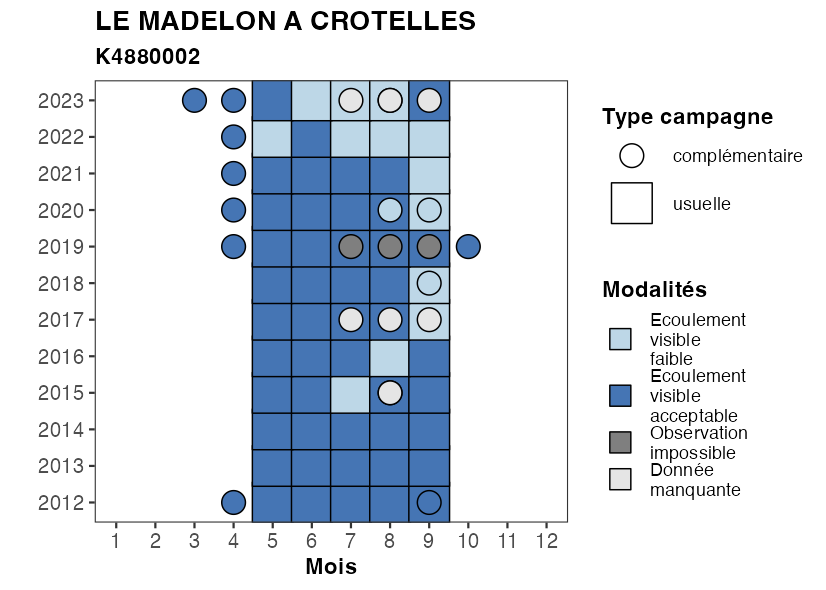 LE MADELON A CROTELLES
K4880002
2023
2022
2021
2020
2019
2018
2017
2016
2015
2014
2013
2012
1 2 3 4 5 6 7 8 9 10 11 12
Mois
Type campagne
complémentaire
usuelle
Modalités
Ecoulement
visible
faible
Ecoulement
visible
acceptable
Observation
impossible
Donnée
manquante